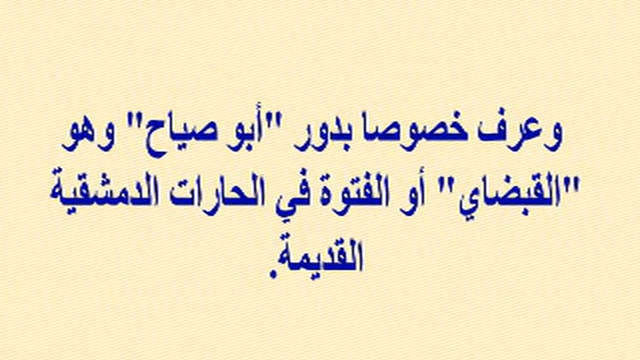 وعرف خصوصا بدور "أبو صياح" وهو
"القبضاي" أو الفتوة في الحارات الدمشقية
القديمة.